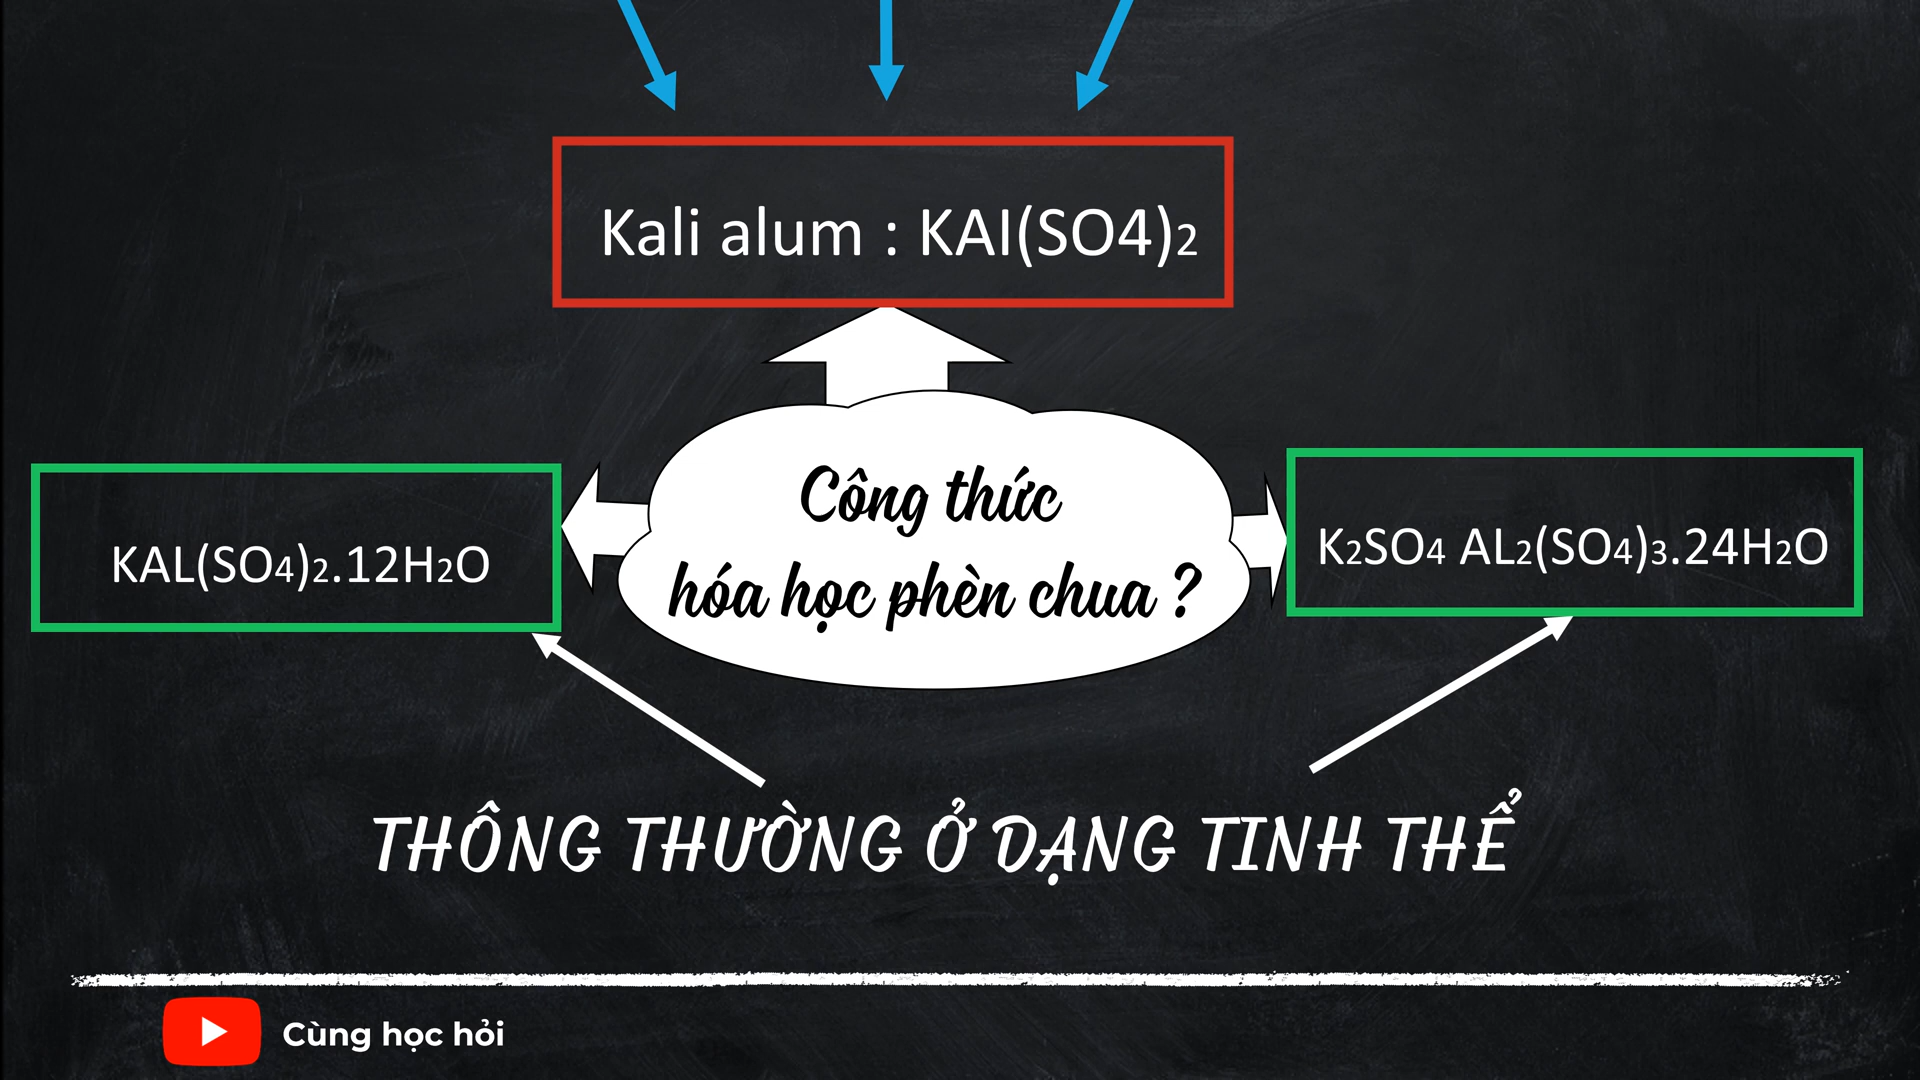 Kali alum : KAI(SO4)₂
Công thức
hóa học phèn chua ?
KAL(SO₄)₂.12H₂O
K₂SO₄ AL₂(SO₄)₃.24H₂O
THÔNG THƯỜNG Ở DẠNG TINH THỂ
Cùng học hỏi